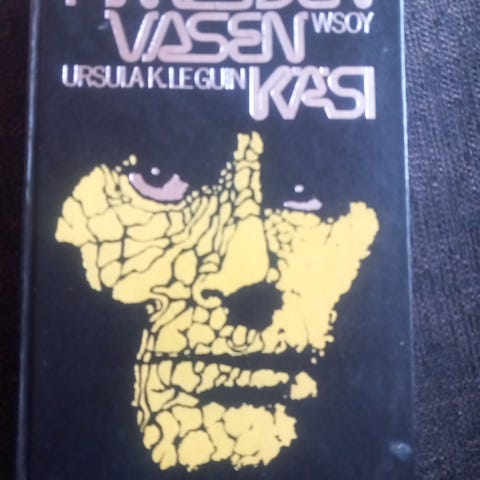 VASEN WSOY
URSULA K. LE GUIN KÄSI